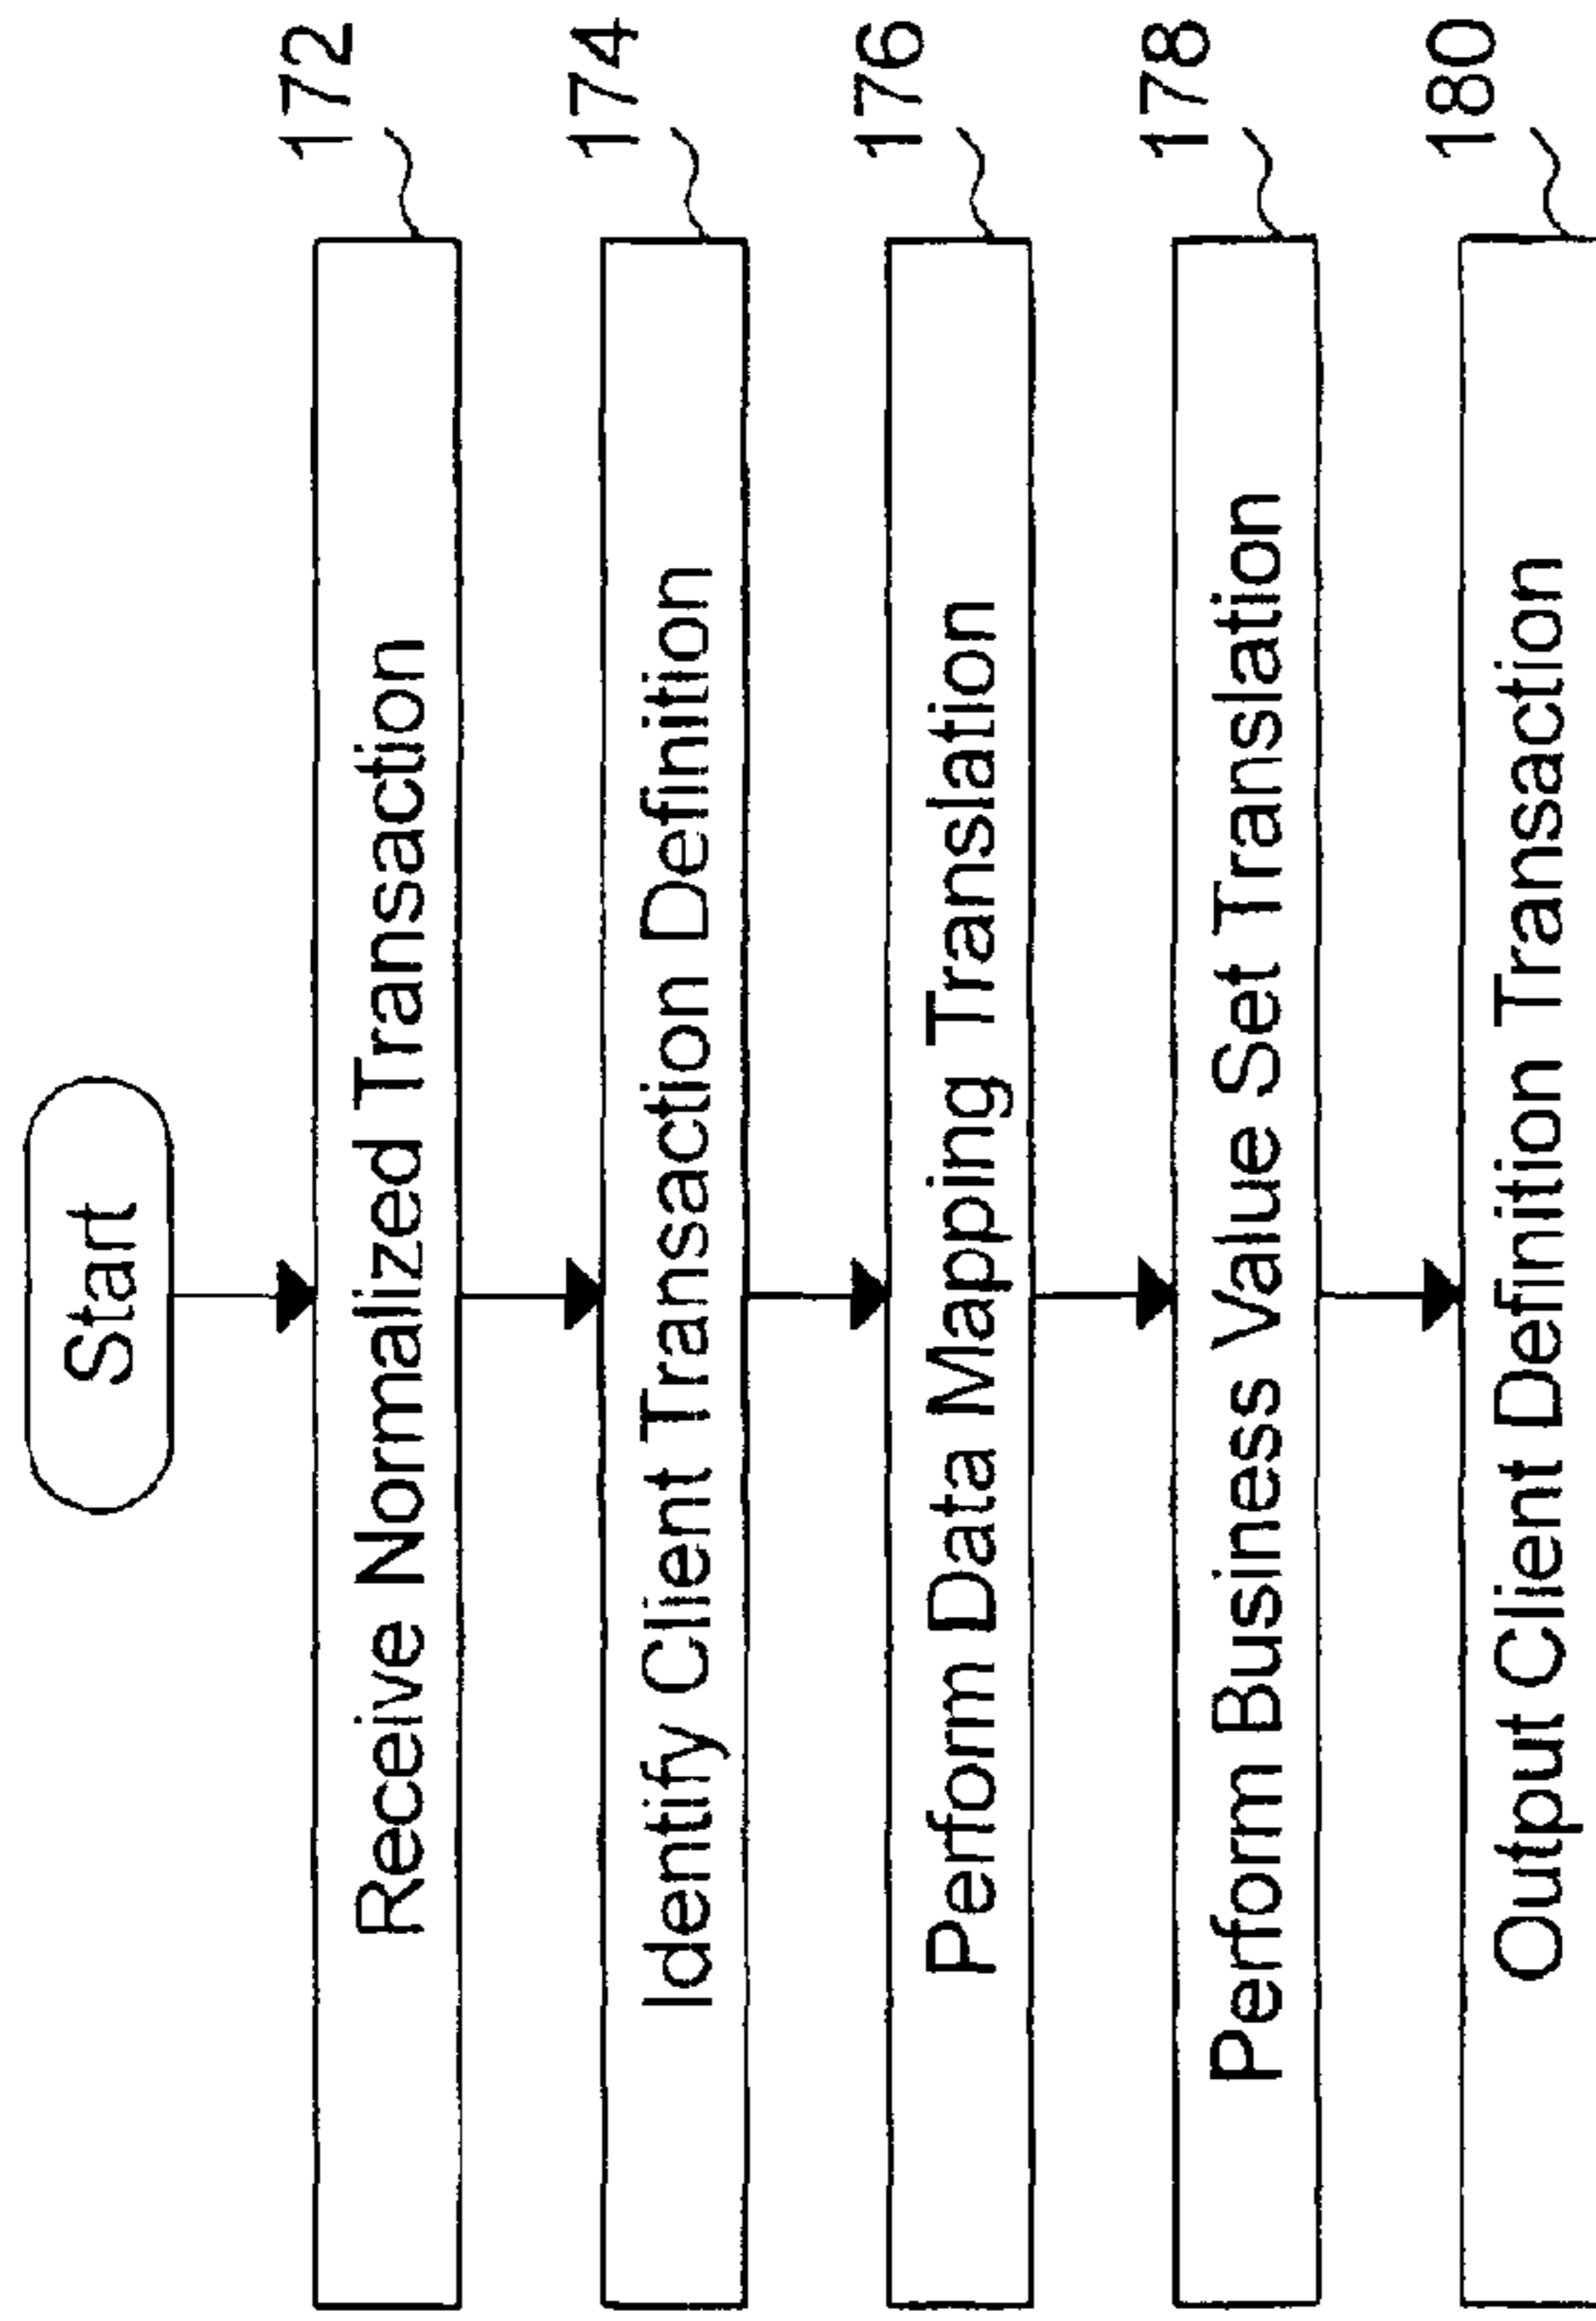 Start
Receive Normalized Transaction
172
Identify Client Transaction Definition
174
Perform Data Mapping Translation
176
Perform Business Value Set Translation
178
Output Client Definition Transaction
180